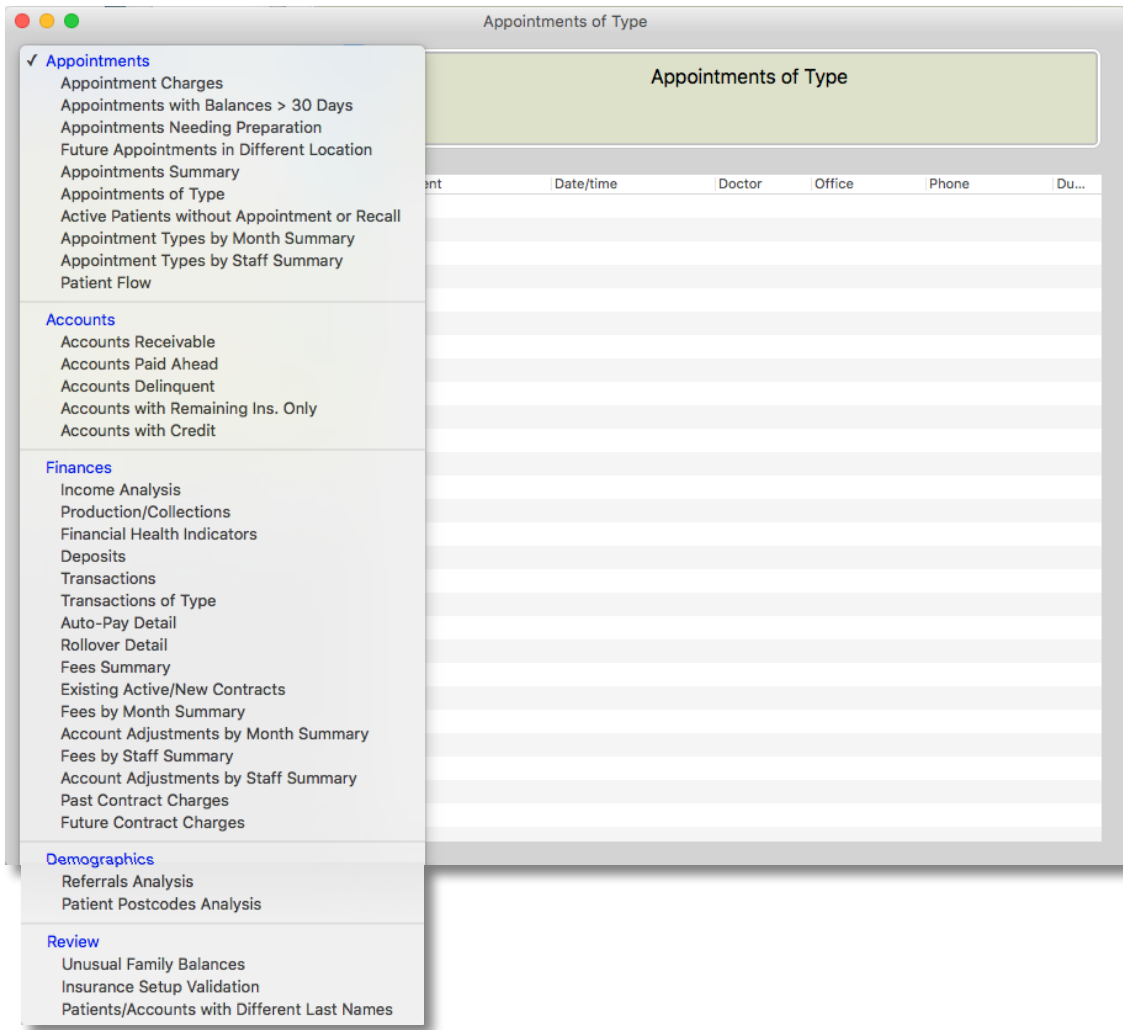 Appointments of Type
✓ Appointments
Appointment Charges
Appointments with Balances > 30 Days
Appointments Needing Preparation
Future Appointments in Different Location
Appointments Summary
Appointments of Type
Active Patients without Appointment or Recall
Appointment Types by Month Summary
Appointment Types by Staff Summary
Patient Flow
Accounts
Accounts Receivable
Accounts Paid Ahead
Accounts Delinquent
Accounts with Remaining Ins. Only
Accounts with Credit
Finances
Income Analysis
Production/Collections
Financial Health Indicators
Deposits
Transactions
Transactions of Type
Auto-Pay Detail
Rollover Detail
Fees Summary
Existing Active/New Contracts
Fees by Month Summary
Account Adjustments by Month Summary
Fees by Staff Summary
Account Adjustments by Staff Summary
Past Contract Charges
Future Contract Charges
Demographics
Referrals Analysis
Patient Postcodes Analysis
Review
Unusual Family Balances
Insurance Setup Validation
Patients/Accounts with Different Last Names
Appointments of Type
ent Date/time Doctor Office Phone Du...